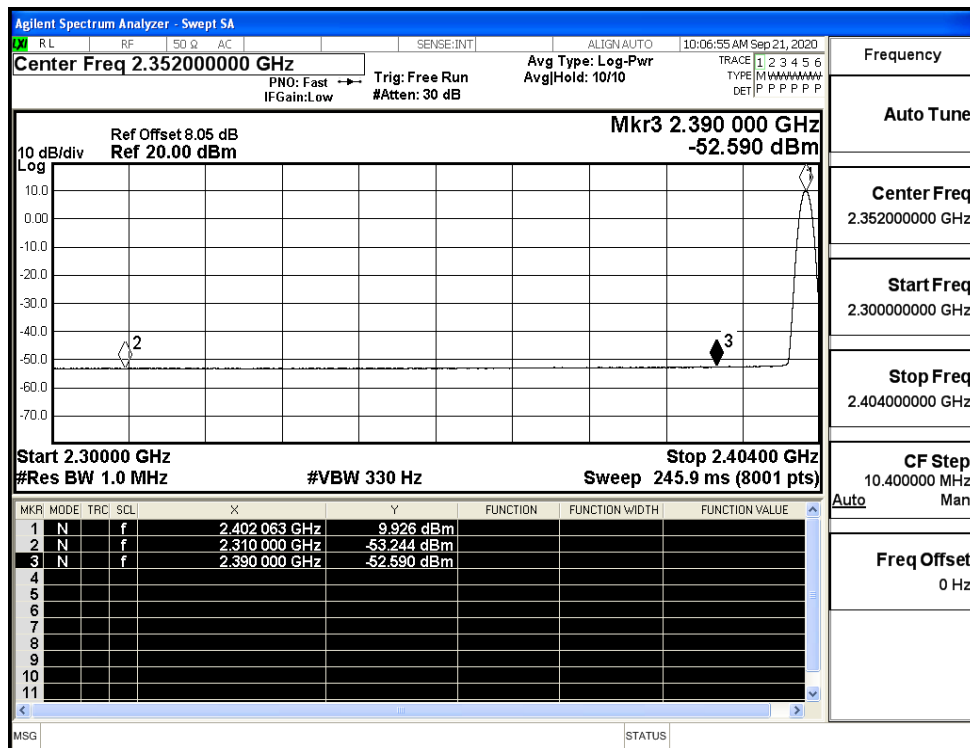 Agilent Spectrum Analyzer - Swept SA
LXI RL RF 50 Ω AC SENSE:INT ALIGN AUTO 10:06:55 AM Sep 21, 2020
Center Freq 2.352000000 GHz
PNO: Fast
IFGain:Low
Trig: Free Run
#Atten: 30 dB
Avg Type: Log-Pwr
Avg|Hold: 10/10
TRACE 1 2 3 4 5 6
TYPE M W W W W W
DET P P P P P P
Frequency
Auto Tune
Center Freq
2.352000000 GHz
Start Freq
2.300000000 GHz
Stop Freq
2.404000000 GHz
CF Step
10.400000 MHz
Auto Man
Freq Offset
0 Hz
Ref Offset 8.05 dB
10 dB/div Ref 20.00 dBm
Log
Mkr3 2.390 000 GHz
-52.590 dBm
10.0
0.00
-10.0
-20.0
-30.0
-40.0
-50.0
-60.0
-70.0
2
3
Start 2.30000 GHz Stop 2.40400 GHz
#Res BW 1.0 MHz #VBW 330 Hz Sweep 245.9 ms (8001 pts)
MKR MODE TRC SCL X Y FUNCTION FUNCTION WIDTH FUNCTION VALUE
1 N f 2.402 063 GHz 9.926 dBm
2 N f 2.310 000 GHz -53.244 dBm
3 N f 2.390 000 GHz -52.590 dBm
4
5
6
7
8
9
10
11
MSG STATUS